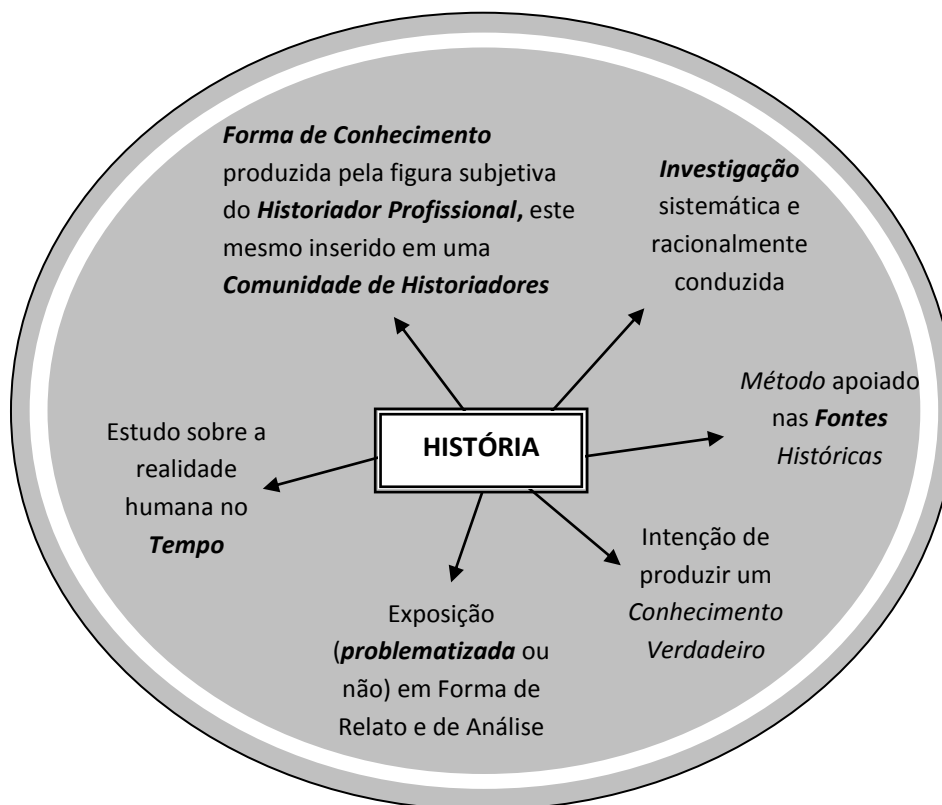 Forma de Conhecimento
produzida pela figura subjetiva
do Historiador Profissional, este
mesmo inserido em uma
Comunidade de Historiadores
Investigação
sistemática e
racionalmente
conduzida
Método apoiado
nas Fontes
Históricas
HISTÓRIA
Estudo sobre a
realidade
humana no
Tempo
Intenção de
produzir um
Conhecimento
Verdadeiro
Exposição
(problematizada ou
não) em Forma de
Relato e de Análise